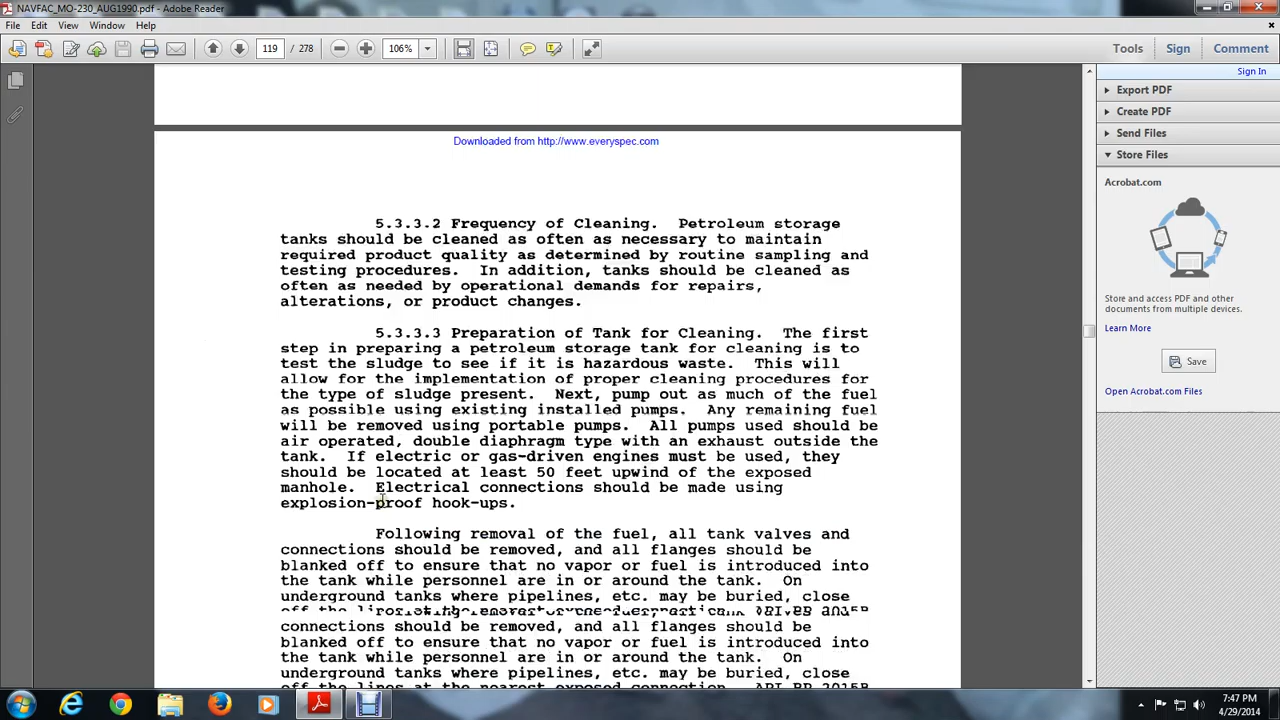 NAVFAC_MO-230_AUG1990.pdf - Adobe Reader
File Edit View Window Help
119 / 278 106% Tools Sign Comment
Sign In
Export PDF
Create PDF
Send Files
Store Files
Acrobat.com
Store and access PDF and other
documents from multiple devices.
Learn More
Save
Open Acrobat.com Files
Downloaded from http://www.everyspec.com
5.3.3.2 Frequency of Cleaning. Petroleum storage
tanks should be cleaned as often as necessary to maintain
required product quality as determined by routine sampling and
testing procedures. In addition, tanks should be cleaned as
often as needed by operational demands for repairs,
alterations, or product changes.
5.3.3.3 Preparation of Tank for Cleaning. The first
step in preparing a petroleum storage tank for cleaning is to
test the sludge to see if it is hazardous waste. This will
allow for the implementation of proper cleaning procedures for
the type of sludge present. Next, pump out as much of the fuel
as possible using existing installed pumps. Any remaining fuel
will be removed using portable pumps. All pumps used should be
air operated, double diaphragm type with an exhaust outside the
tank. If electric or gas-driven engines must be used, they
should be located at least 50 feet upwind of the exposed
manhole. Electrical connections should be made using
explosion-proof hook-ups.
Following removal of the fuel, all tank valves and
connections should be removed, and all flanges should be
blanked off to ensure that no vapor or fuel is introduced into
the tank while personnel are in or around the tank. On
underground tanks where pipelines, etc. may be buried, close
connections should be removed, and all flanges should be
blanked off to ensure that no vapor or fuel is introduced into
the tank while personnel are in or around the tank. On
underground tanks where pipelines, etc. may be buried, close
off the lines at the nearest exposed connection. API RP 2015B
7:47 PM
4/29/2014